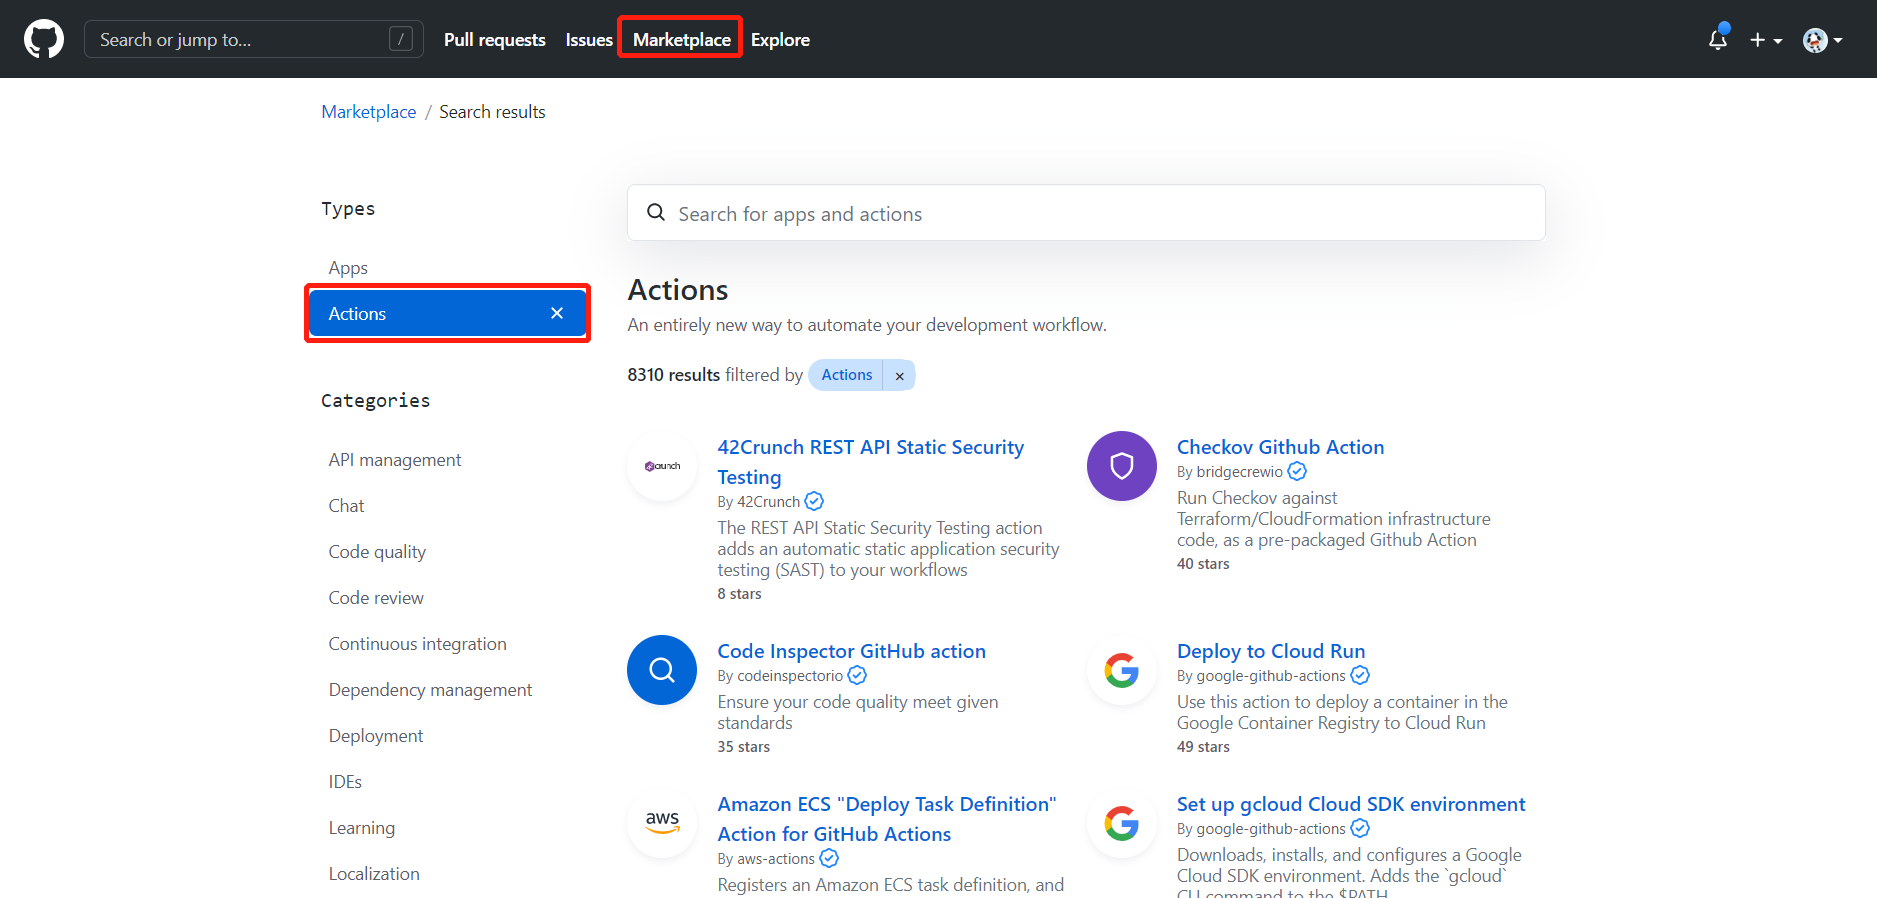 Search or jump to... /
Pull requests
Issues
Marketplace
Explore
Marketplace / Search results
Types
Apps
Actions
Categories
API management
Chat
Code quality
Code review
Continuous integration
Dependency management
Deployment
IDEs
Learning
Localization
Search for apps and actions
Actions
An entirely new way to automate your development workflow.
8310 results filtered by Actions ×
42Crunch REST API Static Security
Testing
By 42Crunch
The REST API Static Security Testing action
adds an automatic static application security
testing (SAST) to your workflows
8 stars
Checkov Github Action
By bridgecrewio
Run Checkov against
Terraform/CloudFormation infrastructure
code, as a pre-packaged Github Action
40 stars
Code Inspector GitHub action
By codeinspectorio
Ensure your code quality meet given
standards
35 stars
Deploy to Cloud Run
By google-github-actions
Use this action to deploy a container in the
Google Container Registry to Cloud Run
49 stars
aws
Amazon ECS "Deploy Task Definition"
Action for GitHub Actions
By aws-actions
Registers an Amazon ECS task definition, and
Set up gcloud Cloud SDK environment
By google-github-actions
Downloads, installs, and configures a Google
Cloud SDK environment. Adds the `gcloud`
CLI command to the $PATH.